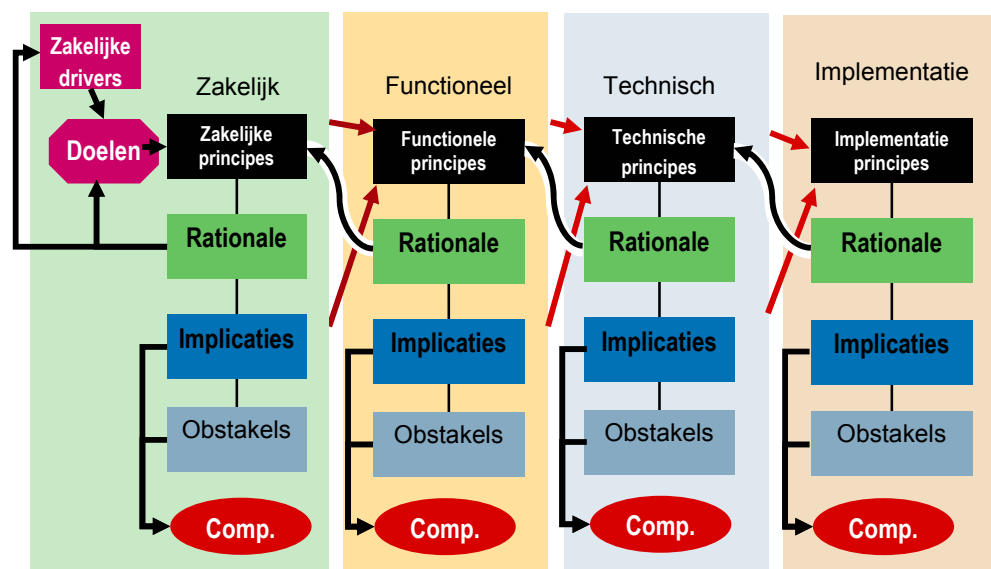 Zakelijke
drivers
Doelen
Zakelijk
Zakelijke
principes
Rationale
Implicaties
Obstakels
Comp.
Functioneel
Functionele
principes
Rationale
Implicaties
Obstakels
Comp.
Technisch
Technische
principes
Rationale
Implicaties
Obstakels
Comp.
Implementatie
Implementatie
principes
Rationale
Implicaties
Obstakels
Comp.